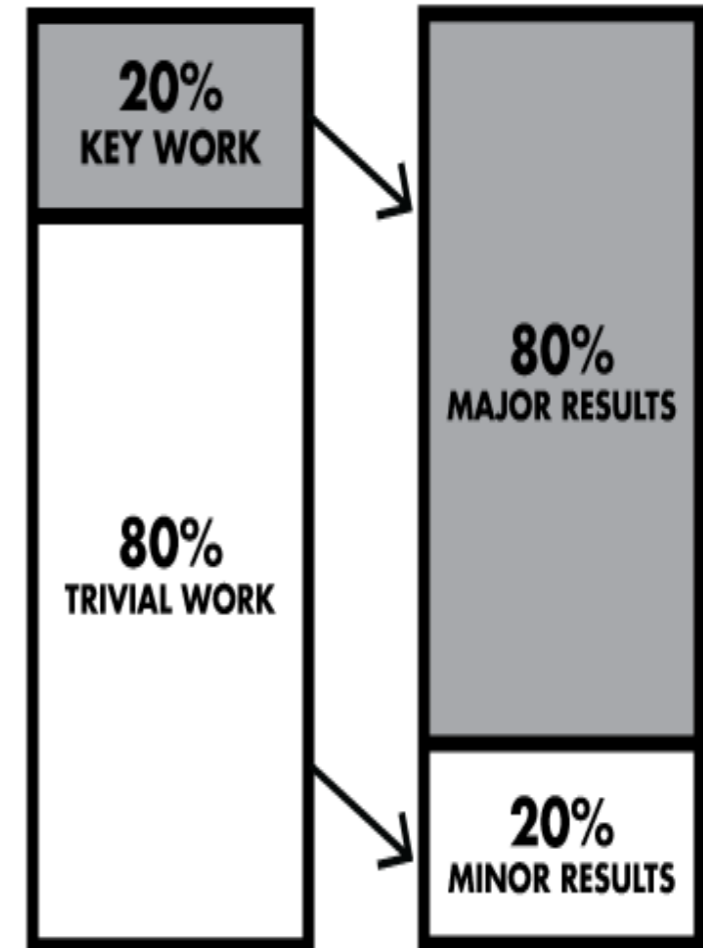 20%
KEY WORK
80%
TRIVIAL WORK
80%
MAJOR RESULTS
20%
MINOR RESULTS